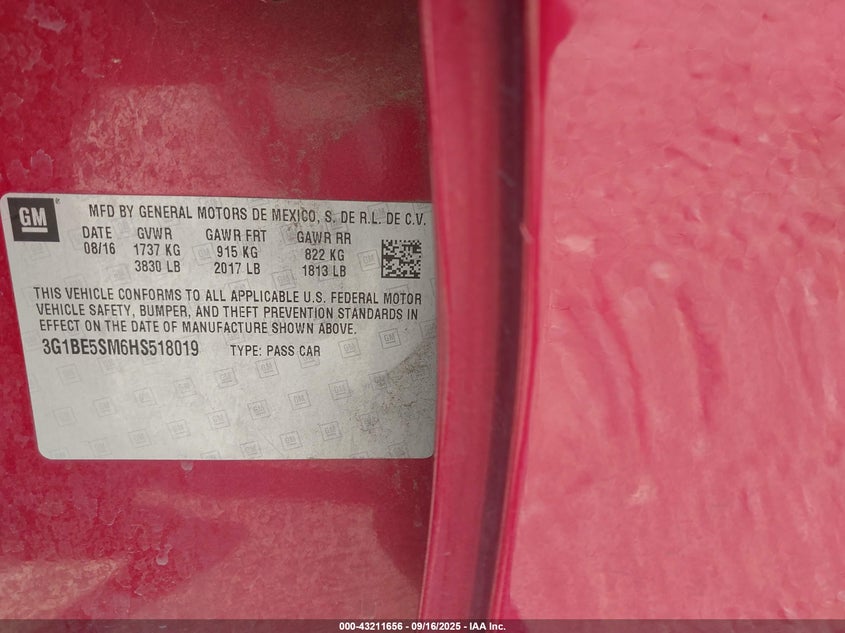 GM
MFD BY GENERAL MOTORS DE MEXICO, S. DE R.L. DE C.V.
DATE GVWR GAWR FRT GAWR RR
08/16 1737 KG 915 KG 822 KG
3830 LB 2017 LB 1813 LB
THIS VEHICLE CONFORMS TO ALL APPLICABLE U.S. FEDERAL MOTOR
VEHICLE SAFETY, BUMPER, AND THEFT PREVENTION STANDARDS IN
EFFECT ON THE DATE OF MANUFACTURE SHOWN ABOVE.
3G1BE5SM6HS518019 TYPE: PASS CAR
000-43211656 - 09/16/2025 - IAA Inc.